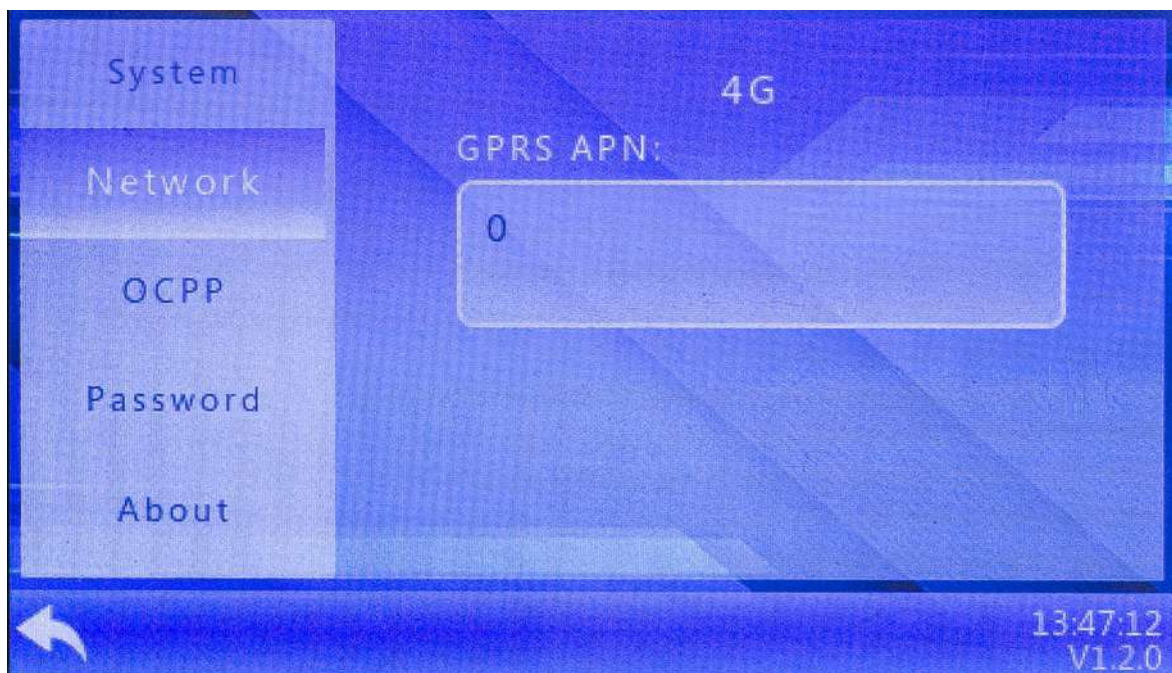 System
Network
OCPP
Password
About
4G
GPRS APN:
0
13:47:12
V1.2.0